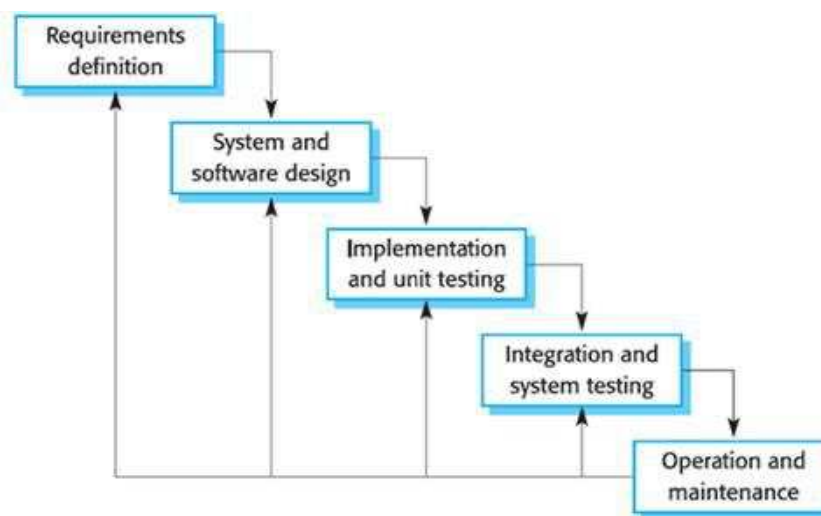 Requirements
definition
System and
software design
Implementation
and unit testing
Integration and
system testing
Operation and
maintenance